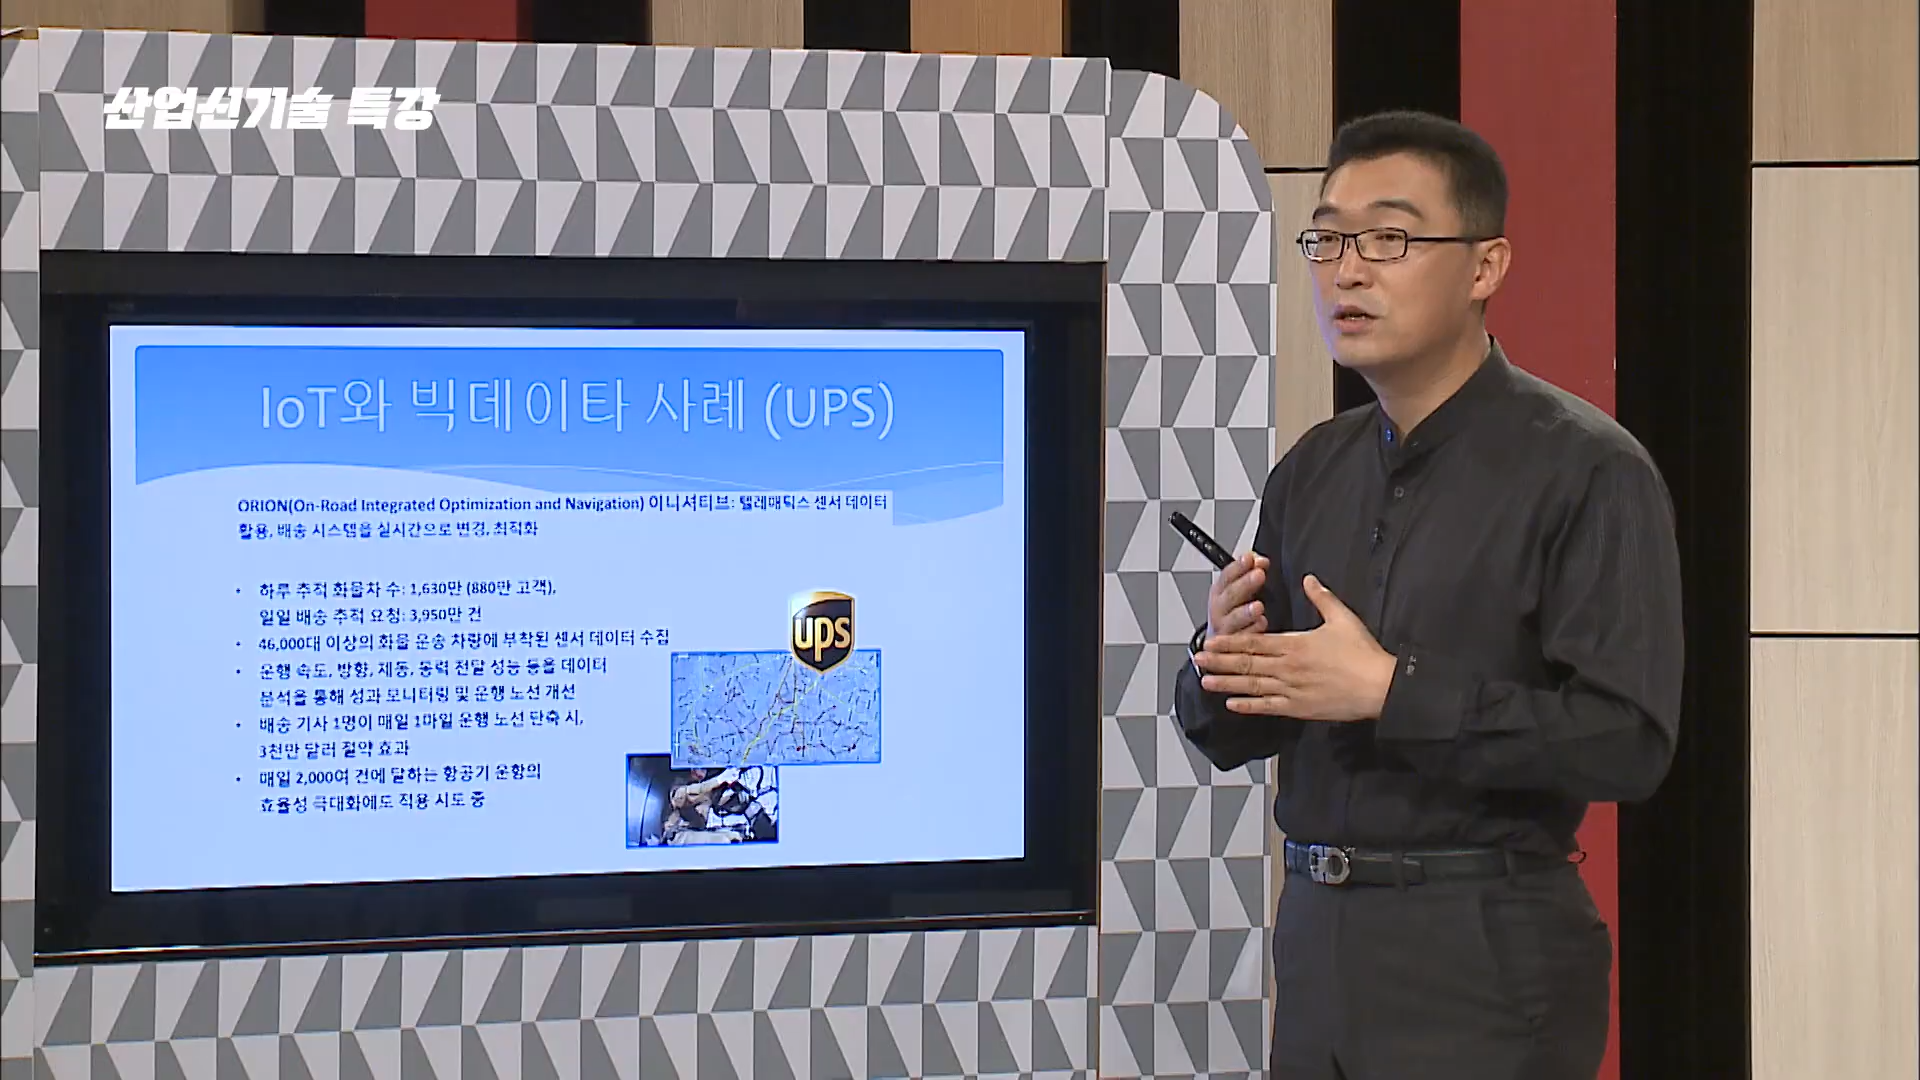 산업신기술 특강
IoT와 빅데이타 사례 (UPS)
ORION(On-Road Integrated Optimization and Navigation) 이니셔티브: 텔레매틱스 센서 데이터
활용, 배송 시스템을 실시간으로 변경, 최적화
• 하루 추적 화물차 수: 1,630만 (880만 고객),
일일 배송 추적 요청: 3,950만 건
• 46,000대 이상의 화물 운송 차량에 부착된 센서 데이터 수집
• 운행 속도, 방향, 제동, 동력 전달 성능 등을 데이터
분석을 통해 성과 모니터링 및 운행 노선 개선
• 배송 기사 1명이 매일 1마일 운행 노선 단축 시,
3천만 달러 절약 효과
• 매일 2,000여 건에 달하는 항공기 운항의
효율성 극대화에도 적용 시도 중
ups